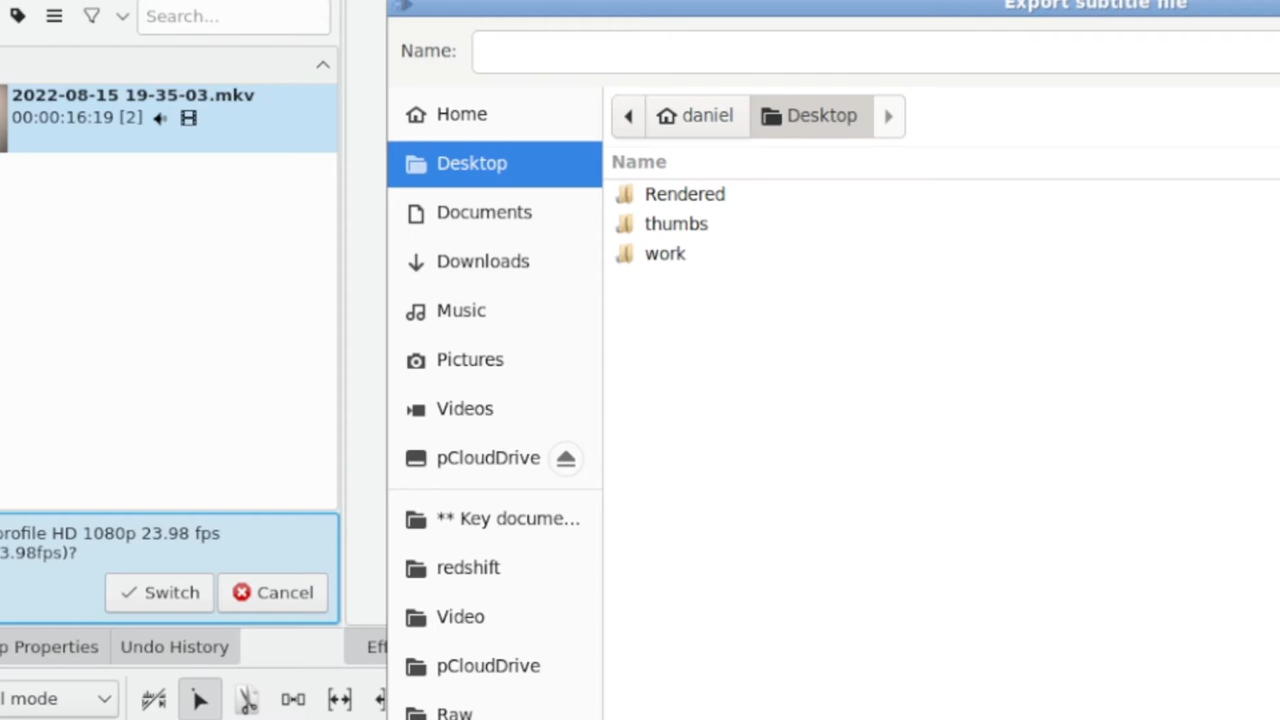 Search...
2022-08-15 19-35-03.mkv
00:00:16:19 [2]
profile HD 1080p 23.98 fps
3.98fps)?
Switch
Cancel
p Properties
Undo History
Eff
l mode
Export subtitle file
Name:
Home
Desktop
Documents
Downloads
Music
Pictures
Videos
pCloudDrive
** Key docume...
redshift
Video
pCloudDrive
Raw
daniel
Desktop
Name
Rendered
thumbs
work